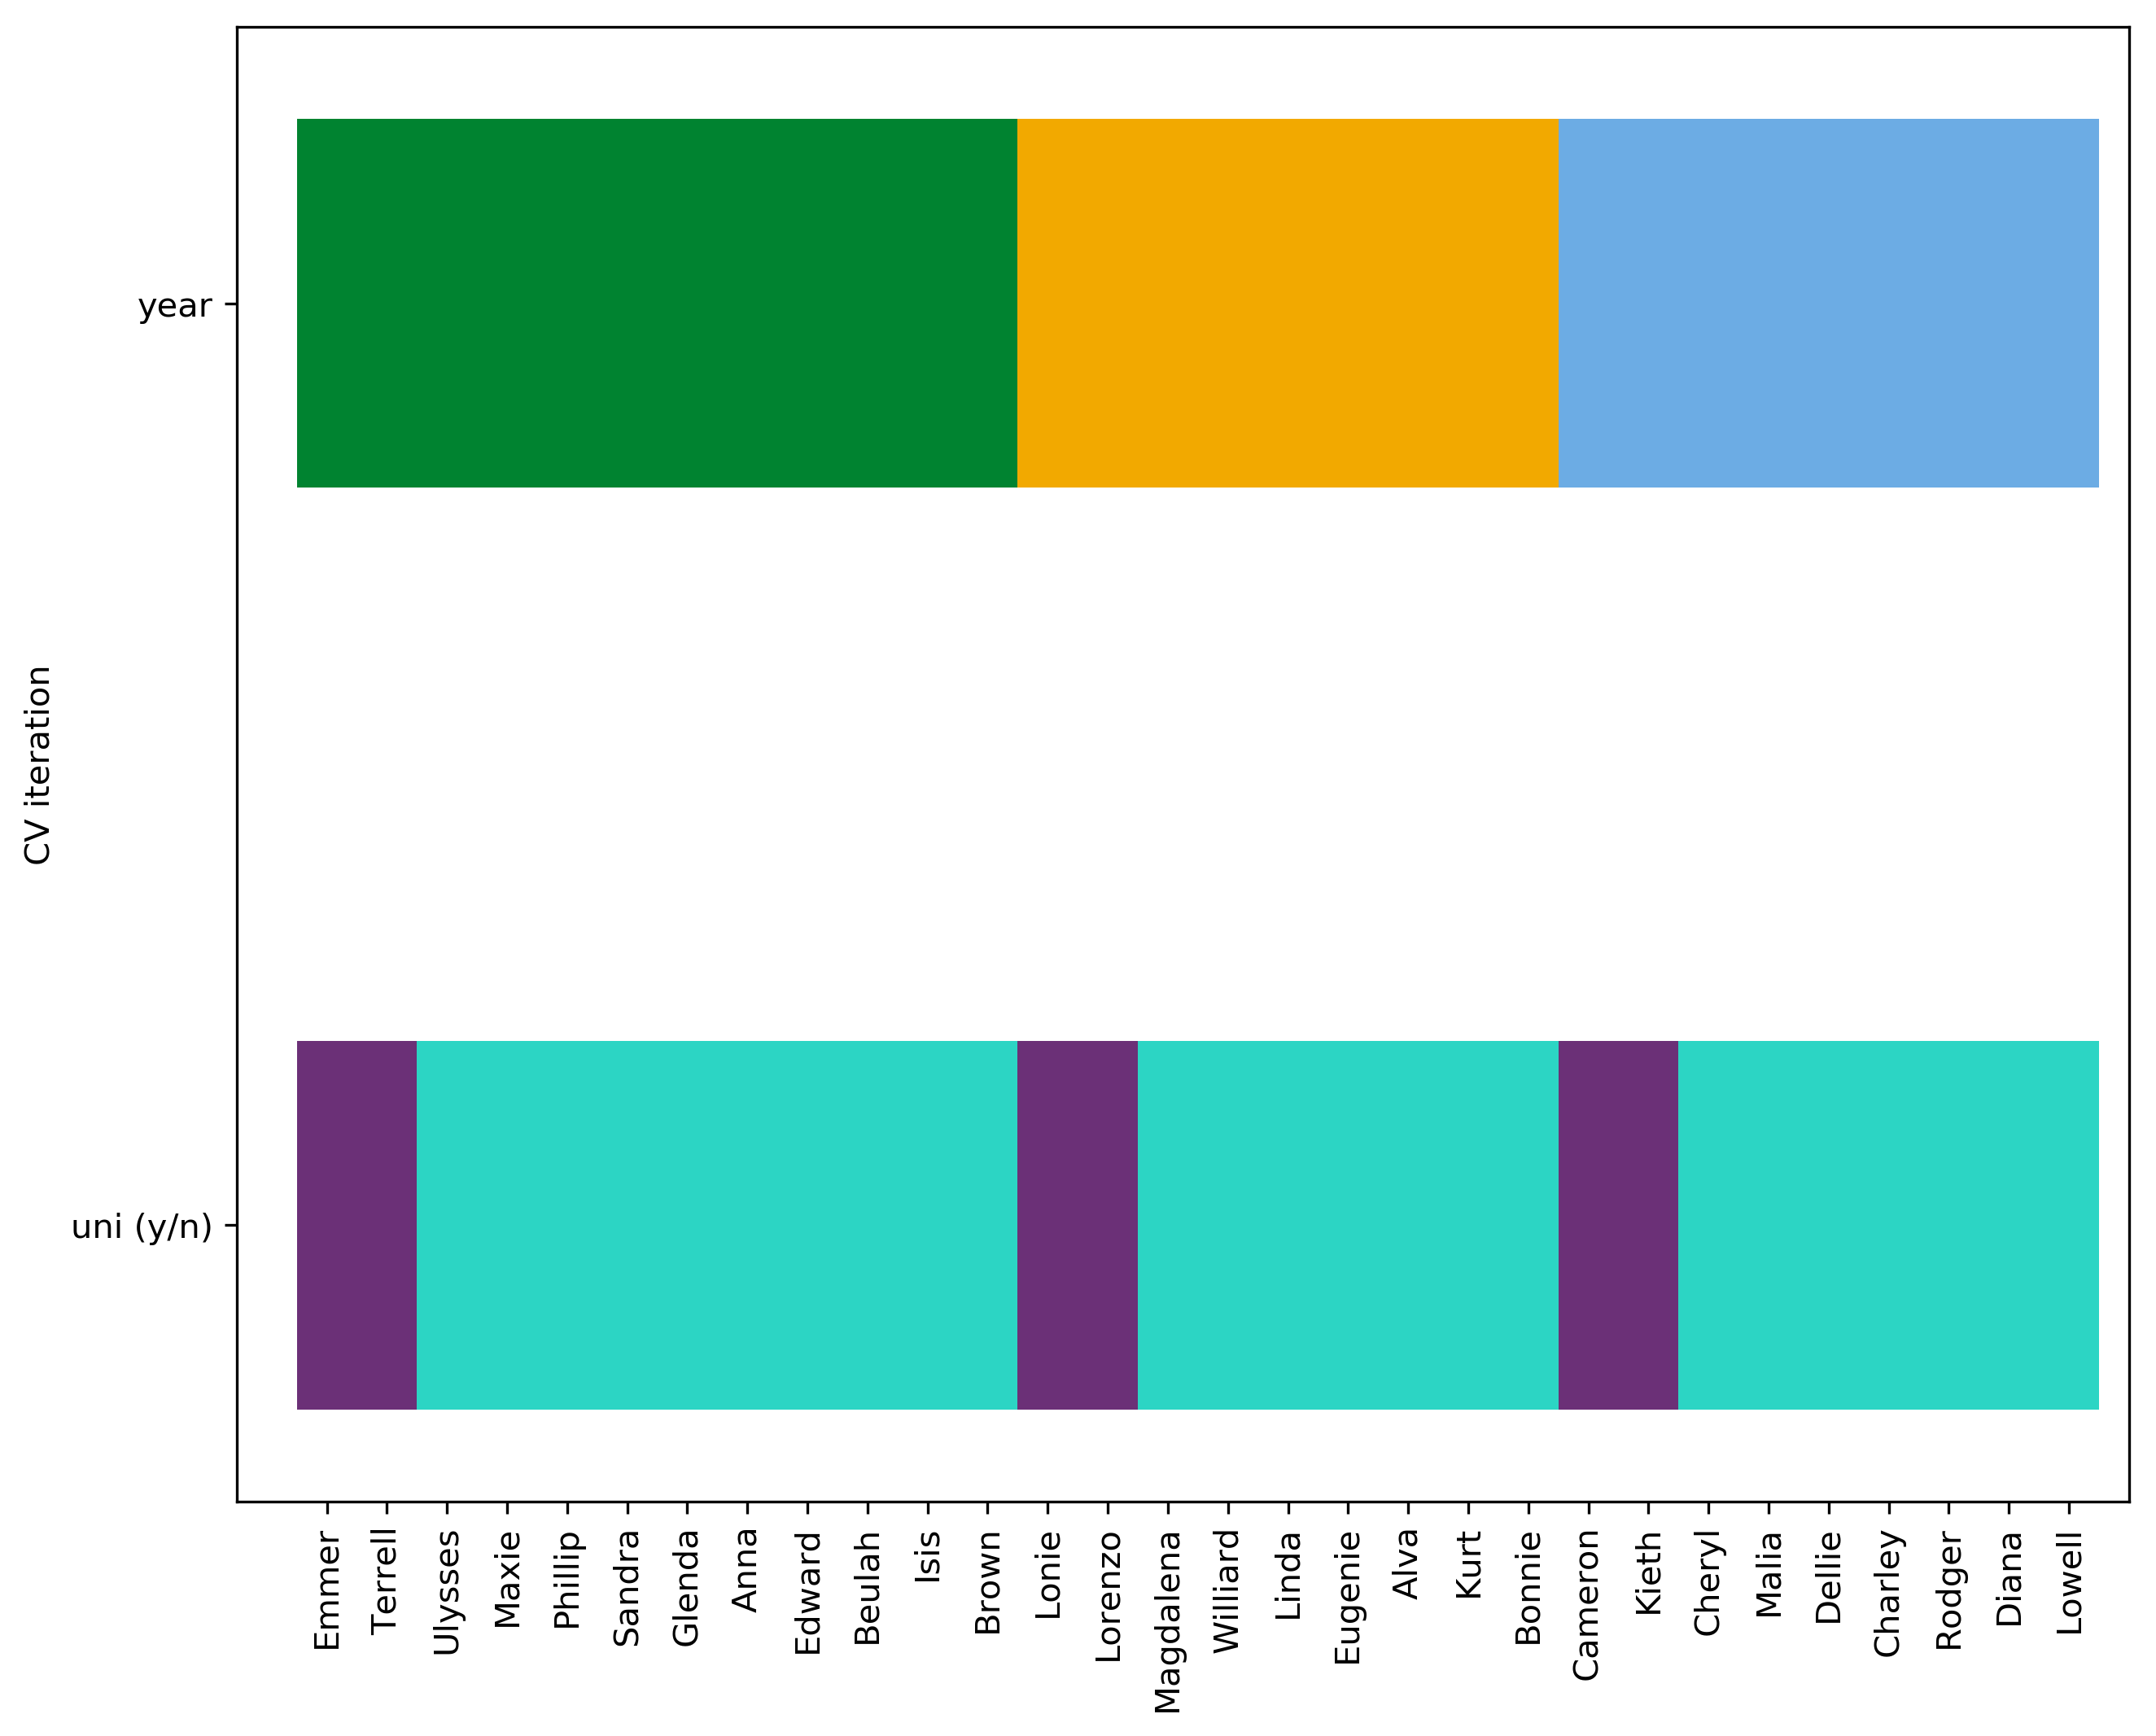 year
CV iteration
uni (y/n)
Emmer
Terrell
Ulysses
Maxie
Phillip
Sandra
Glenda
Anna
Edward
Beulah
Isis
Brown
Lonie
Lorenzo
Magdalena
Williard
Linda
Eugenie
Alva
Kurt
Bonnie
Cameron
Kieth
Cheryl
Malia
Dellie
Charley
Rodger
Diana
Lowell